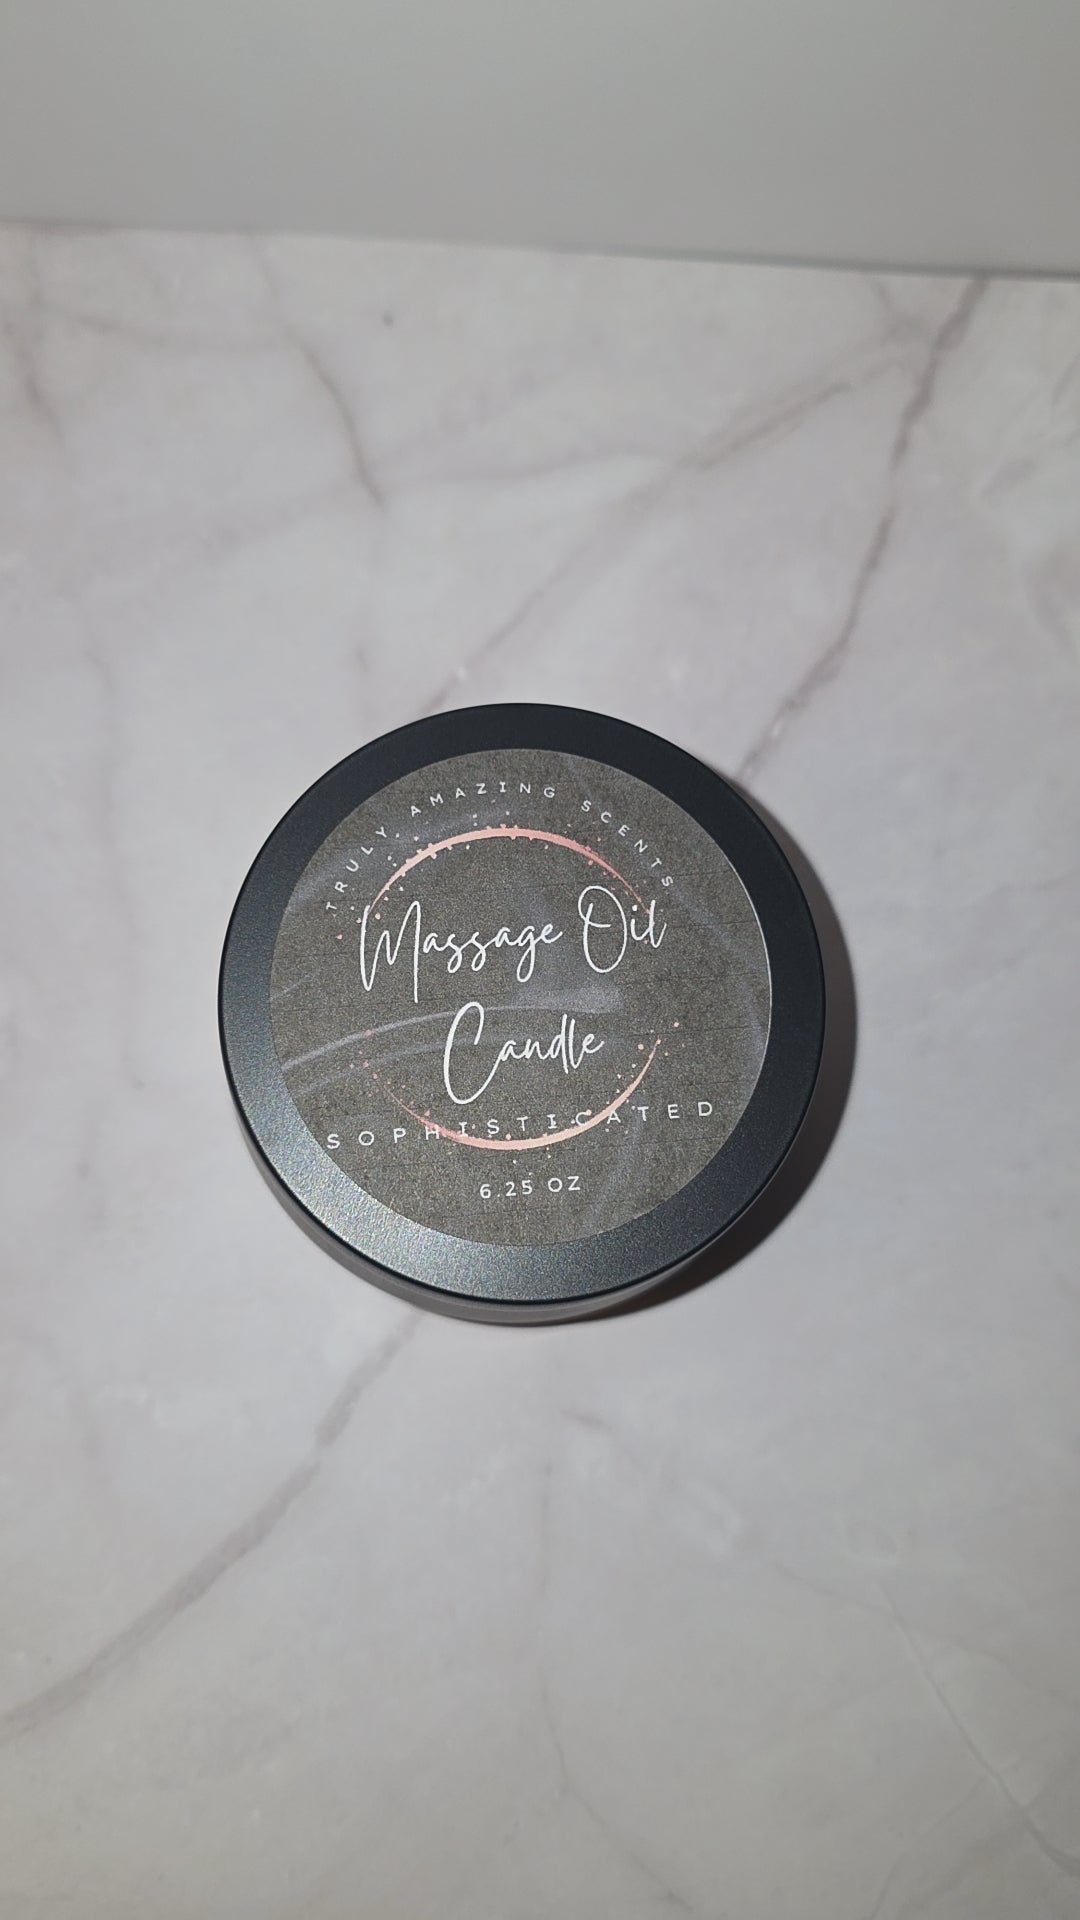 TRULY AMAZING SCENTS
Massage Oil
Candle
SOPHISTICATED
6.25 OZ